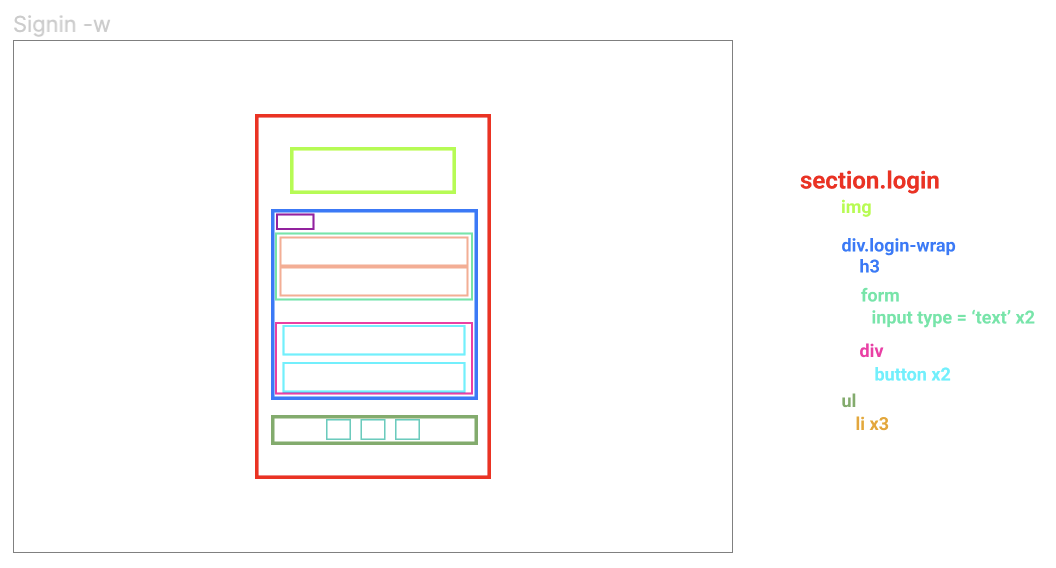 Signin -w
section.login
img
div.login-wrap
h3
form
input type = ‘text’ x2
div
button x2
ul
li x3